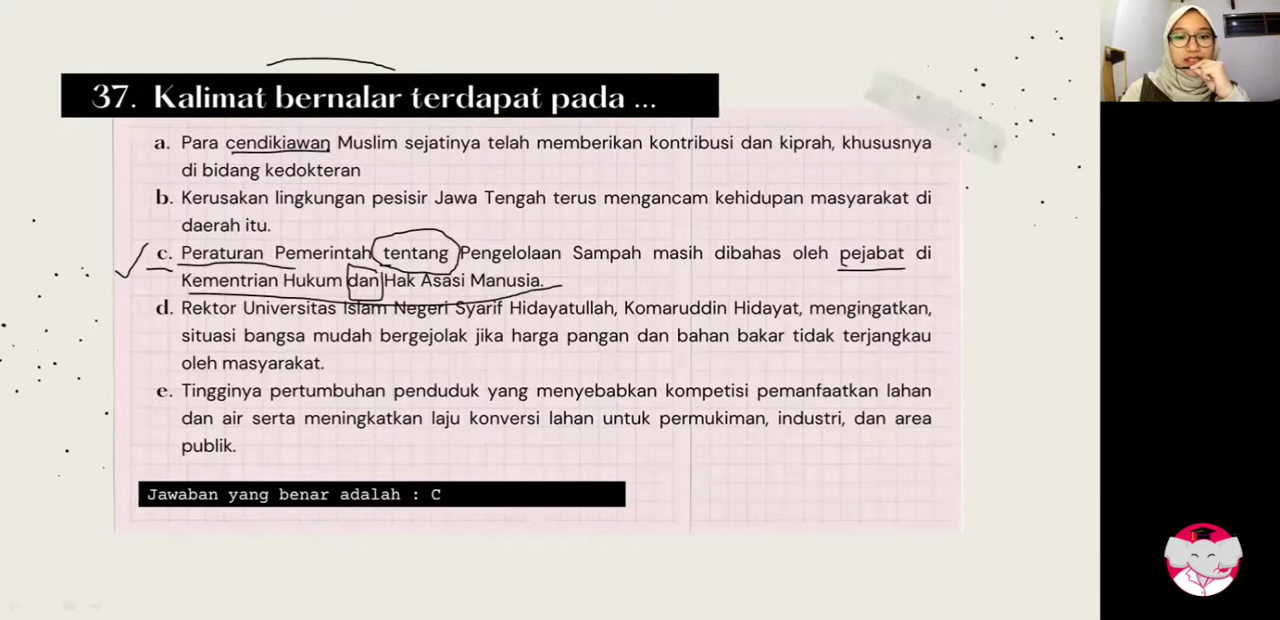 37. Kalimat bernalar terdapat pada ...
a. Para cendikiawan Muslim sejatinya telah memberikan kontribusi dan kiprah, khususnya
di bidang kedokteran
b. Kerusakan lingkungan pesisir Jawa Tengah terus mengancam kehidupan masyarakat di
daerah itu.
c. Peraturan Pemerintah tentang Pengelolaan Sampah masih dibahas oleh pejabat di
Kementrian Hukum dan Hak Asasi Manusia.
d. Rektor Universitas Islam Negeri Syarif Hidayatullah, Komaruddin Hidayat, mengingatkan,
situasi bangsa mudah bergejolak jika harga pangan dan bahan bakar tidak terjangkau
oleh masyarakat.
e. Tingginya pertumbuhan penduduk yang menyebabkan kompetisi pemanfaatkan lahan
dan air serta meningkatkan laju konversi lahan untuk permukiman, industri, dan area
publik.
Jawaban yang benar adalah : C